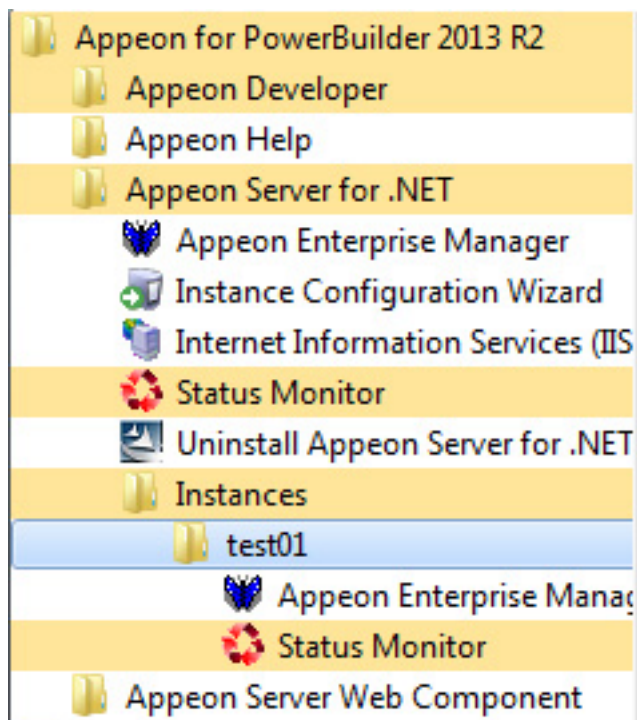 Appeon for PowerBuilder 2013 R2
Appeon Developer
Appeon Help
Appeon Server for .NET
Appeon Enterprise Manager
Instance Configuration Wizard
Internet Information Services (IIS
Status Monitor
Uninstall Appeon Server for .NET
Instances
test01
Appeon Enterprise Manag
Status Monitor
Appeon Server Web Component